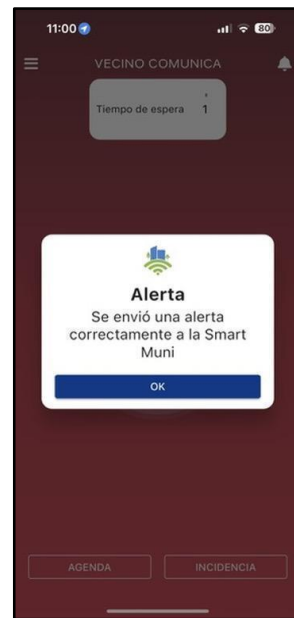 11:00
80
VECINO COMUNICA
Tiempo de espera 1
Alerta
Se envió una alerta
correctamente a la Smart
Muni
OK
AGENDA
INCIDENCIA